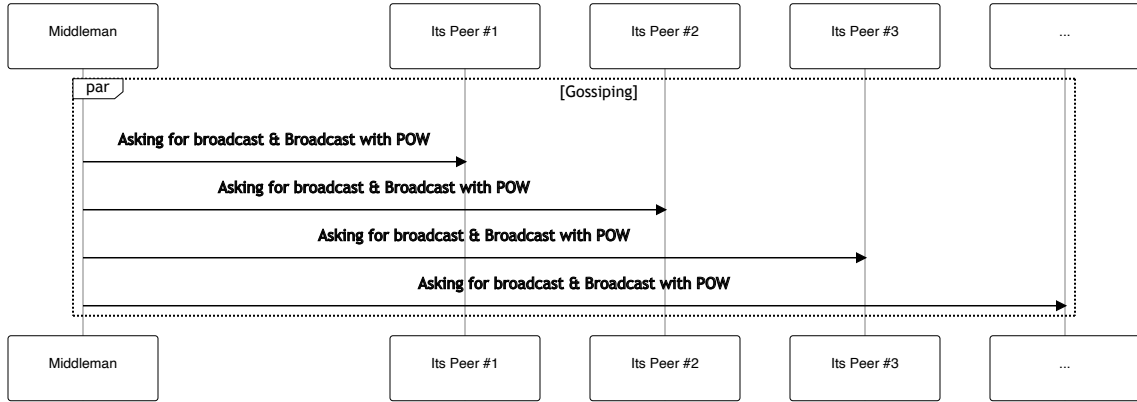 Middleman
Its Peer #1
Its Peer #2
Its Peer #3
...
par
[Gossiping]
Asking for broadcast & Broadcast with POW
Asking for broadcast & Broadcast with POW
Asking for broadcast & Broadcast with POW
Asking for broadcast & Broadcast with POW
Middleman
Its Peer #1
Its Peer #2
Its Peer #3
...